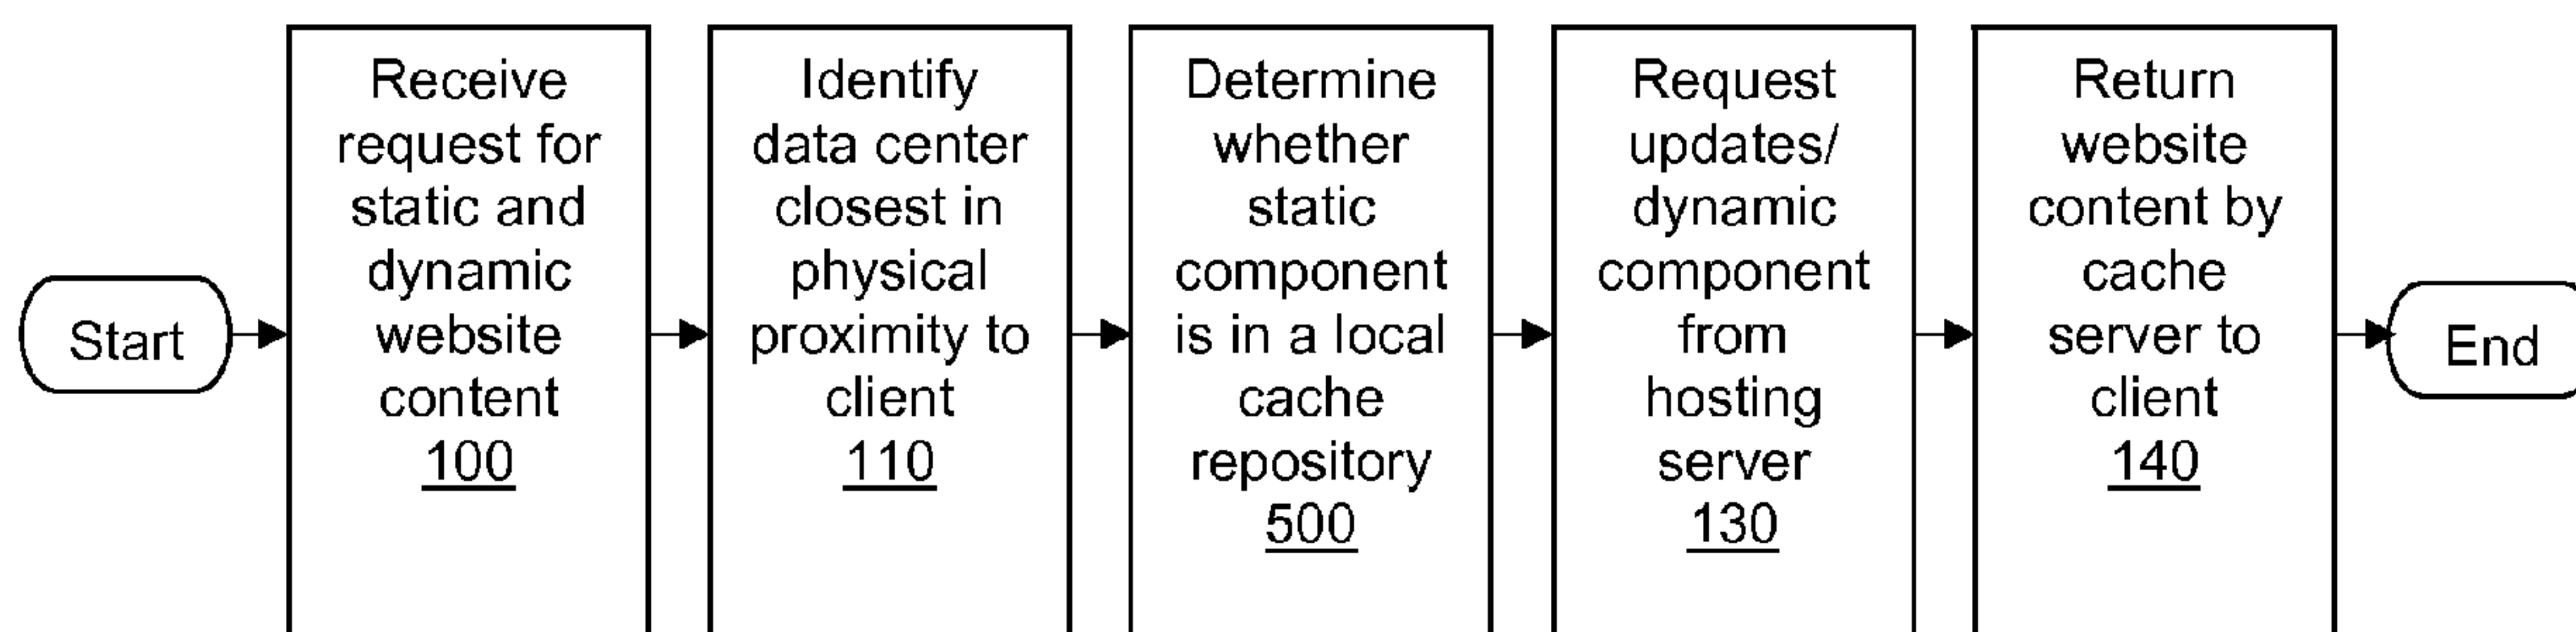 Start
Receive
request for
static and
dynamic
website
content
100
Identify
data center
closest in
physical
proximity to
client
110
Determine
whether
static
component
is in a local
cache
repository
500
Request
updates/
dynamic
component
from
hosting
server
130
Return
website
content by
cache
server to
client
140
End